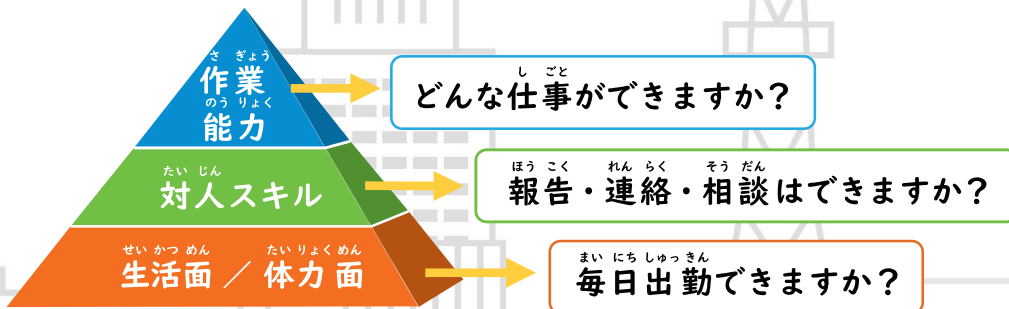 さ ぎょう
作業
のう りょく
能力
どんな仕事ができますか？
し ごと
たい じん
対人スキル
ほう こく れん らく そう だん
報告・連絡・相談はできますか？
せい かつ めん たい りょく めん
生活面／体力面
まい にち しゅっ きん
毎日出勤できますか？